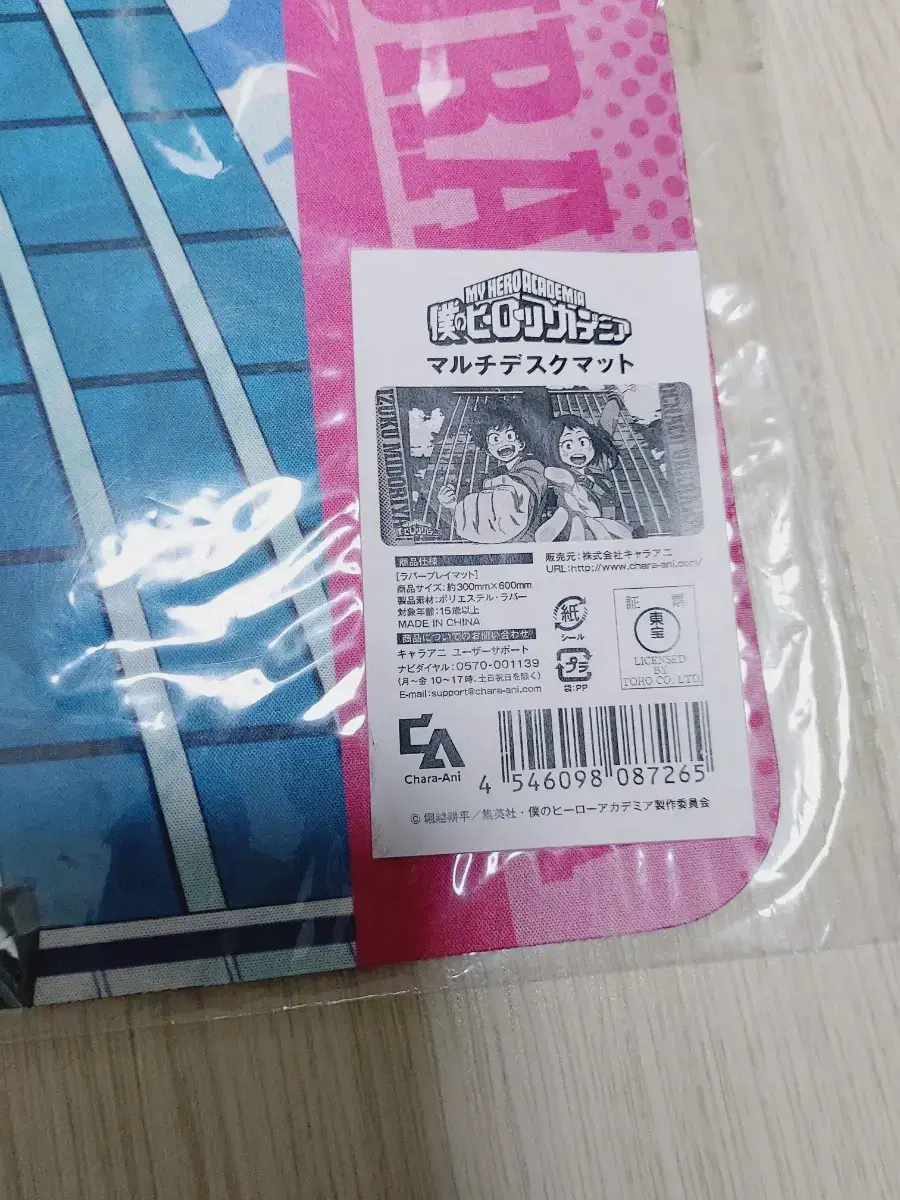 URA
MY HERO ACADEMIA
僕のヒーローアカデミア
マルチデスクマット
IZUKU MIDORIYA
商品仕様
[ラバープレイマット]
商品サイズ:約300mm×600mm
製品素材:ポリエステル・ラバー
対象年齢:15歳以上
MADE IN CHINA
商品についてのお問い合わせ
キャラアニ ユーザーサポート
ナビダイヤル:0570-001139
(月~金 10~17時、土日祝日を除く)
E-mail:support@chara-ani.com
販売元:株式会社キャラアニ
URL:http://www.chara-ani.com/
紙
シール
プラ
袋:PP
証票
東宝
LICENSED
BY
TOHO CO., LTD.
CA
Chara-Ani
4 546098 087265
© 堀越耕平/集英社・僕のヒーローアカデミア製作委員会